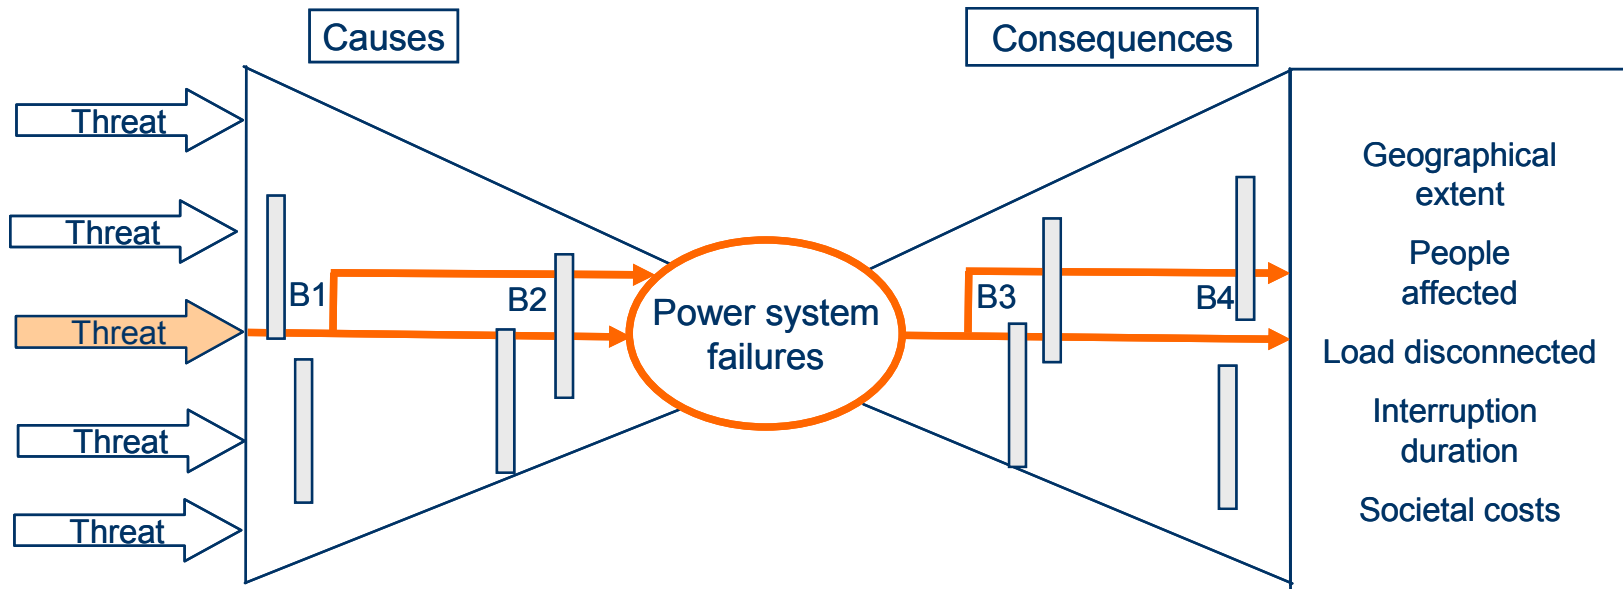 Causes
Consequences
Threat
Threat
Threat
Threat
Threat
B1
B2
Power system
failures
B3
B4
Geographical
extent
People
affected
Load disconnected
Interruption
duration
Societal costs